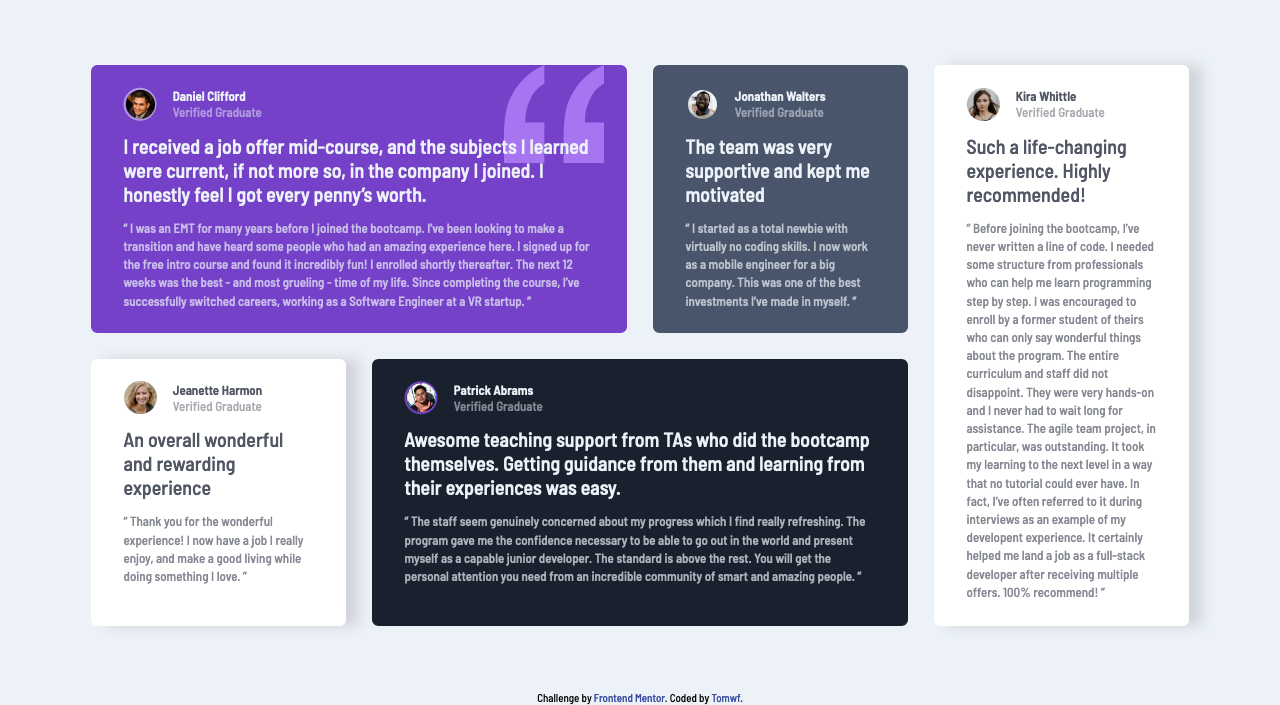 Daniel Clifford
Verified Graduate
I received a job offer mid-course, and the subjects I learned
were current, if not more so, in the company I joined. I
honestly feel I got every penny’s worth.
“ I was an EMT for many years before I joined the bootcamp. I’ve been looking to make a
transition and have heard some people who had an amazing experience here. I signed up for
the free intro course and found it incredibly fun! I enrolled shortly thereafter. The next 12
weeks was the best - and most grueling - time of my life. Since completing the course, I’ve
successfully switched careers, working as a Software Engineer at a VR startup. ”
Jonathan Walters
Verified Graduate
The team was very
supportive and kept me
motivated
“ I started as a total newbie with
virtually no coding skills. I now work
as a mobile engineer for a big
company. This was one of the best
investments I’ve made in myself. ”
Kira Whittle
Verified Graduate
Such a life-changing
experience. Highly
recommended!
“ Before joining the bootcamp, I’ve
never written a line of code. I needed
some structure from professionals
who can help me learn programming
step by step. I was encouraged to
enroll by a former student of theirs
who can only say wonderful things
about the program. The entire
curriculum and staff did not
disappoint. They were very hands-on
and I never had to wait long for
assistance. The agile team project, in
particular, was outstanding. It took
my learning to the next level in a way
that no tutorial could ever have. In
fact, I’ve often referred to it during
interviews as an example of my
developent experience. It certainly
helped me land a job as a full-stack
developer after receiving multiple
offers. 100% recommend! ”
Jeanette Harmon
Verified Graduate
An overall wonderful
and rewarding
experience
“ Thank you for the wonderful
experience! I now have a job I really
enjoy, and make a good living while
doing something I love. ”
Patrick Abrams
Verified Graduate
Awesome teaching support from TAs who did the bootcamp
themselves. Getting guidance from them and learning from
their experiences was easy.
“ The staff seem genuinely concerned about my progress which I find really refreshing. The
program gave me the confidence necessary to be able to go out in the world and present
myself as a capable junior developer. The standard is above the rest. You will get the
personal attention you need from an incredible community of smart and amazing people. ”
Challenge by Frontend Mentor. Coded by Tomwf.